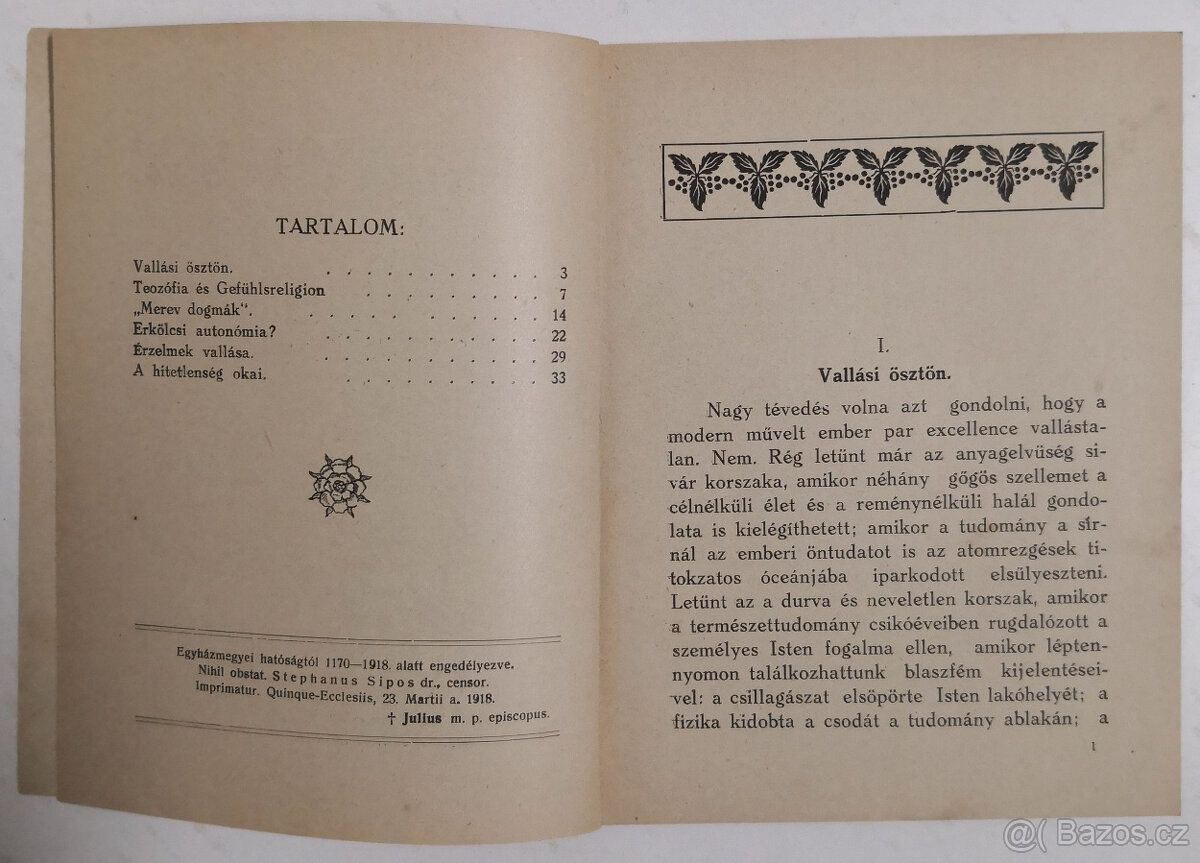 TARTALOM:
Vallási ösztön. . . . . . . . . . . . 3
Teozófia és Gefühlsreligion . . . . . . . . . 7
„Merev dogmák“. . . . . . . . . . . 14
Erkölcsi autonómia? . . . . . . . . . . . 22
Érzelmek vallása. . . . . . . . . . . . 29
A hitetlenség okai. . . . . . . . . . . 33
Egyházmegyei hatóságtól 1170—1918. alatt engedélyezve.
Nihil obstat. Stephanus Sipos dr., censor.
Imprimatur. Quinque-Ecclesiis, 23. Martii a. 1918.
† Julius m. p. episcopus.
I.
Vallási ösztön.
Nagy tévedés volna azt gondolni, hogy a
modern művelt ember par excellence vallásta-
lan. Nem. Rég letünt már az anyagelvüség si-
vár korszaka, amikor néhány gőgös szellemet a
célnélküli élet és a reménynélküli halál gondo-
lata is kielégíthetett; amikor a tudomány a sír-
nál az emberi öntudatot is az atomrezgések ti-
tokzatos óceánjába iparkodott elsűlyeszteni.
Letünt az a durva és neveletlen korszak, amikor
a természettudomány csikóéveiben rugdalózott a
személyes Isten fogalma ellen, amikor lépten-
nyomon találkozhattunk blaszfém kijelentései-
vel: a csillagászat elsöpörte Isten lakóhelyét; a
fizika kidobta a csodát a tudomány ablakán; a
1
@( Bazos.cz